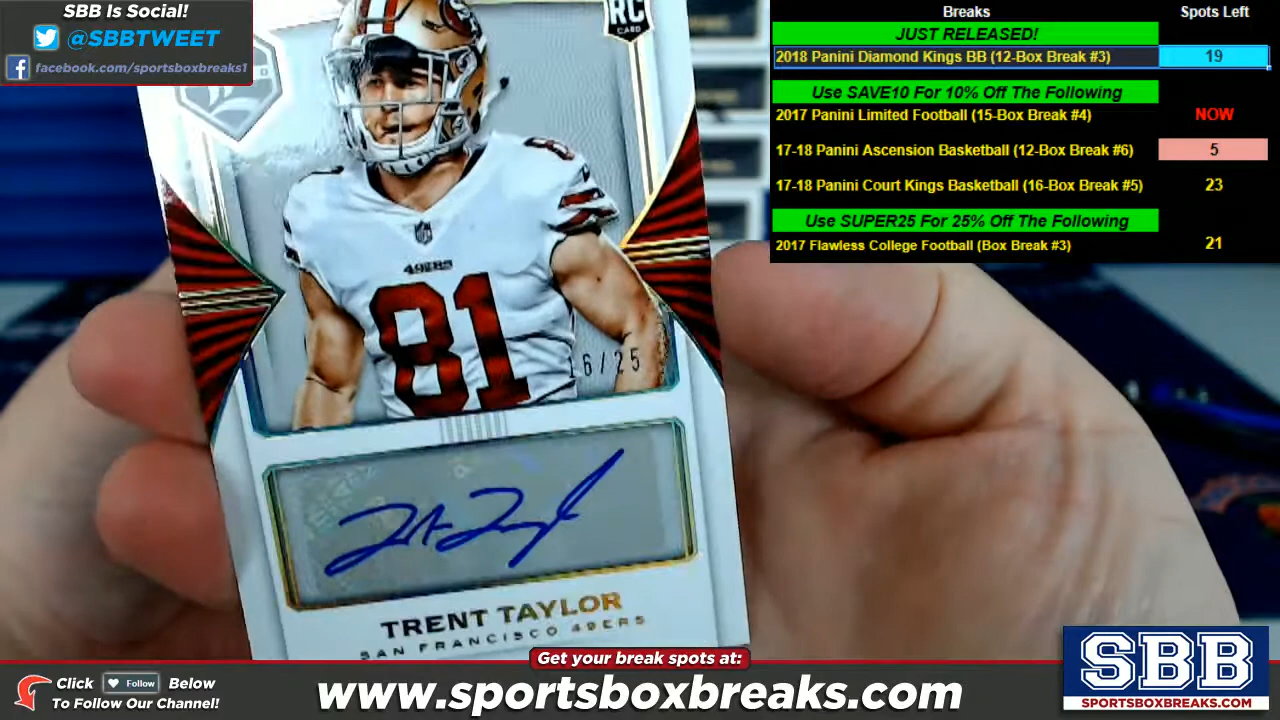 SBB Is Social!
@SBBTWEET
facebook.com/sportsboxbreaks1
RC
CARD
49ERS
81
16/25
TRENT TAYLOR
SAN FRANCISCO 49ERS
Breaks Spots Left
JUST RELEASED!
2018 Panini Diamond Kings BB (12-Box Break #3) 19
Use SAVE10 For 10% Off The Following
2017 Panini Limited Football (15-Box Break #4) NOW
17-18 Panini Ascension Basketball (12-Box Break #6) 5
17-18 Panini Court Kings Basketball (16-Box Break #5) 23
Use SUPER25 For 25% Off The Following
2017 Flawless College Football (Box Break #3) 21
Get your break spots at:
Click Follow Below
To Follow Our Channel!
www.sportsboxbreaks.com
SBB
SPORTSBOXBREAKS.COM